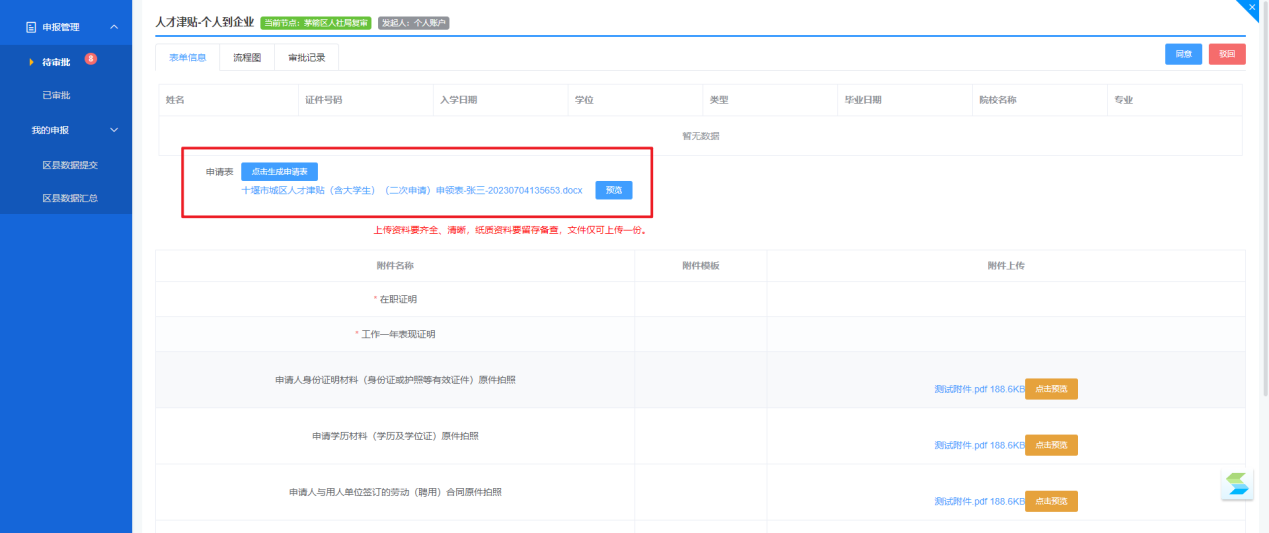 申报管理
待审批 8
已审批
我的申报
区县数据提交
区县数据汇总
人才津贴-个人到企业 当前节点：茅箭区人社局复审 发起人：个人账户
表单信息 流程图 审批记录 同意 驳回
姓名 证件号码 入学日期 学位 类型 毕业日期 院校名称 专业
暂无数据
申请表 点击生成申请表
十堰市城区人才津贴（含大学生）（二次申请）申领表-张三-20230704135653.docx 预览
上传资料要齐全、清晰，纸质资料要留存备查，文件仅可上传一份。
附件名称 附件模板 附件上传
* 在职证明
* 工作一年表现证明
申请人身份证明材料（身份证或护照等有效证件）原件拍照
测试附件.pdf 188.6KB 点击预览
申请学历材料（学历及学位证）原件拍照
测试附件.pdf 188.6KB 点击预览
申请人与用人单位签订的劳动（聘用）合同原件拍照
测试附件.pdf 188.6KB 点击预览